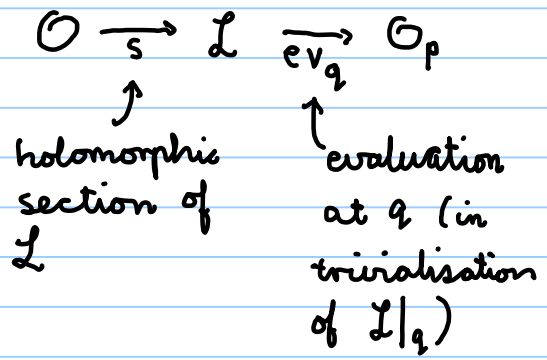 O →s L →ev_q O_p
holomorphic evaluation
section of at q (in
L trivialisation
of L|_q)